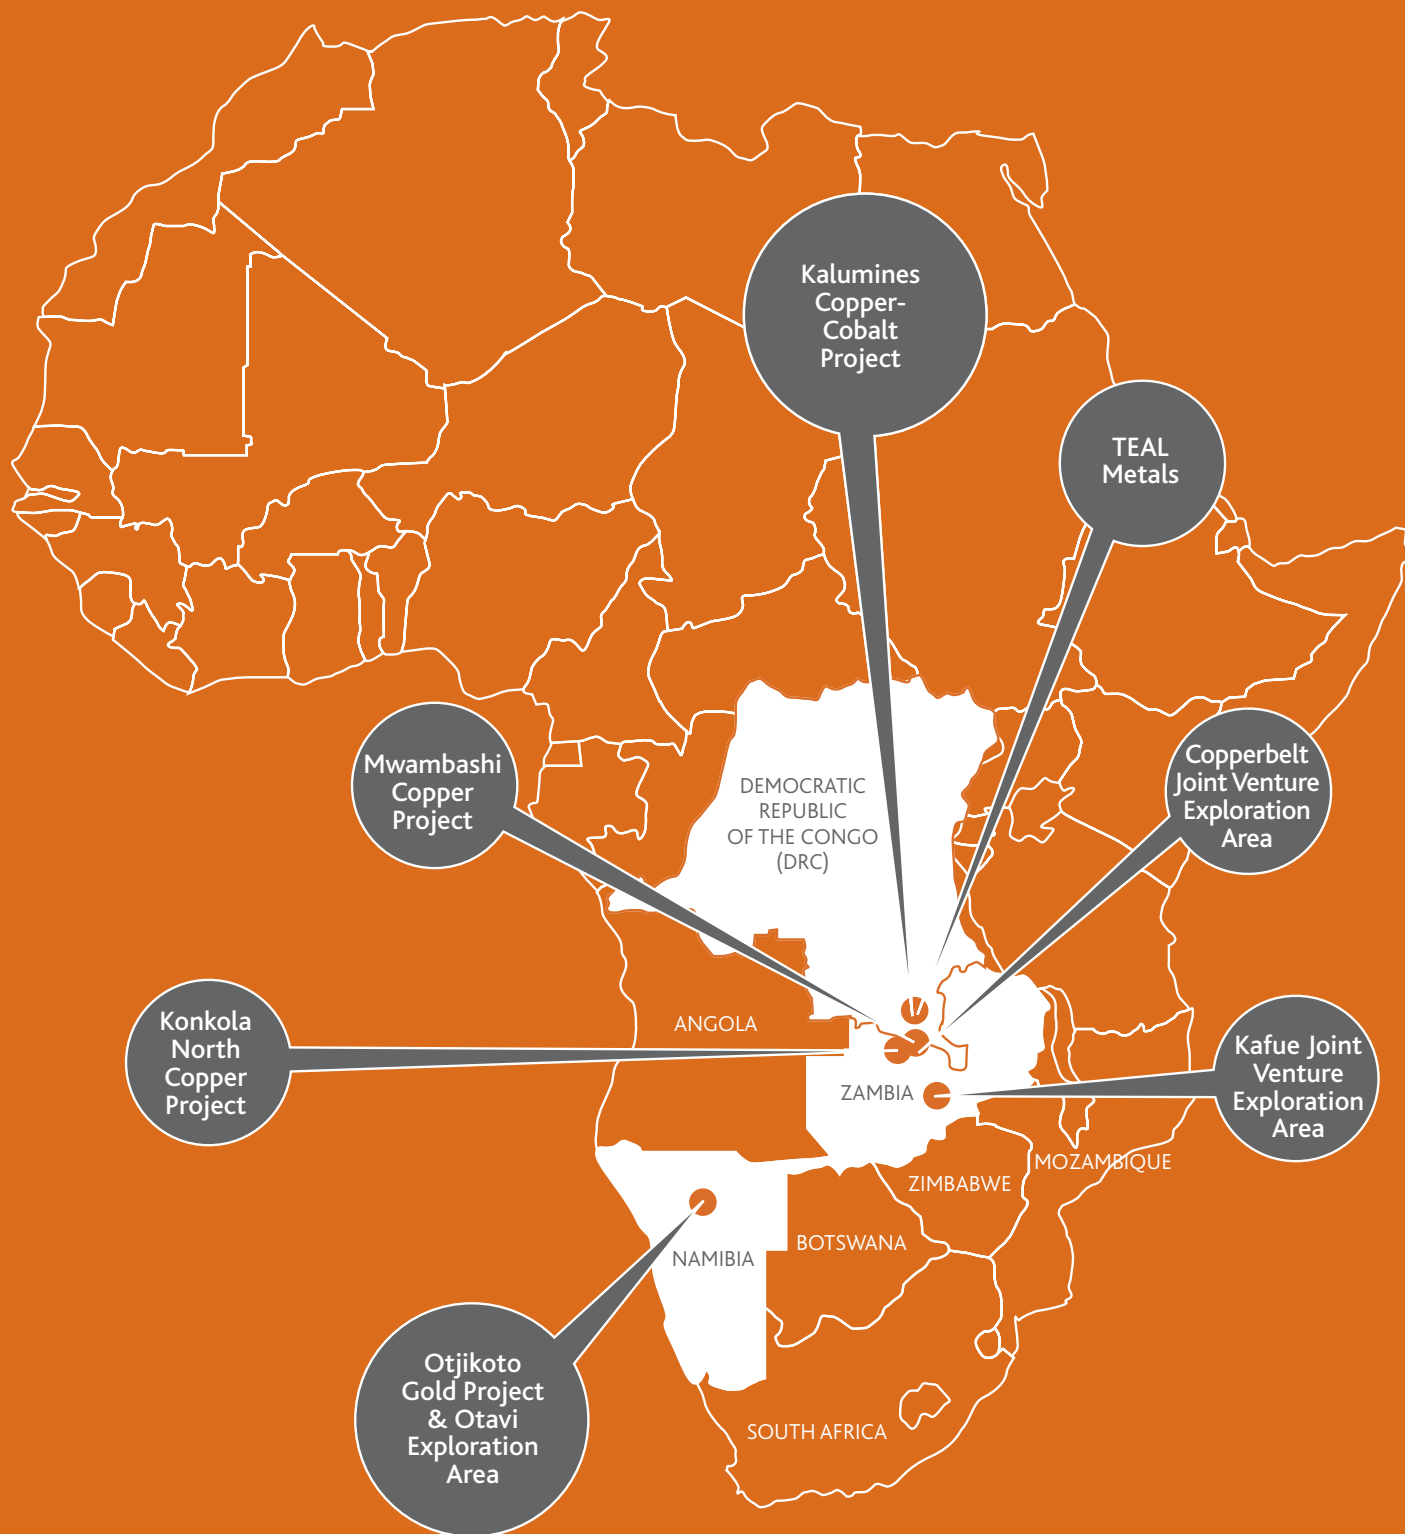 Kalumines
Copper-
Cobalt
Project
TEAL
Metals
Mwambashi
Copper
Project
DEMOCRATIC
REPUBLIC
OF THE CONGO
(DRC)
Copperbelt
Joint Venture
Exploration
Area
Konkola
North
Copper
Project
ANGOLA
ZAMBIA
Kafue Joint
Venture
Exploration
Area
MOZAMBIQUE
ZIMBABWE
BOTSWANA
NAMIBIA
Otjikoto
Gold Project
& Otavi
Exploration
Area
SOUTH AFRICA